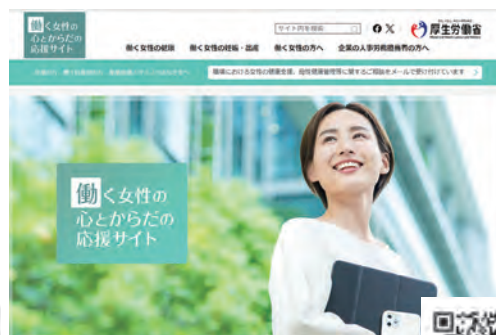 働く女性の
心とからだの
応援サイト
サイト内を検索
厚生労働省
働く女性の健康
働く女性の妊娠・出産
働く女性の方へ
企業の人事労務担当の方へ
職場における女性の健康支援、母性健康管理等に関するご相談をメールで受け付けています
働く女性の
心とからだの
応援サイト